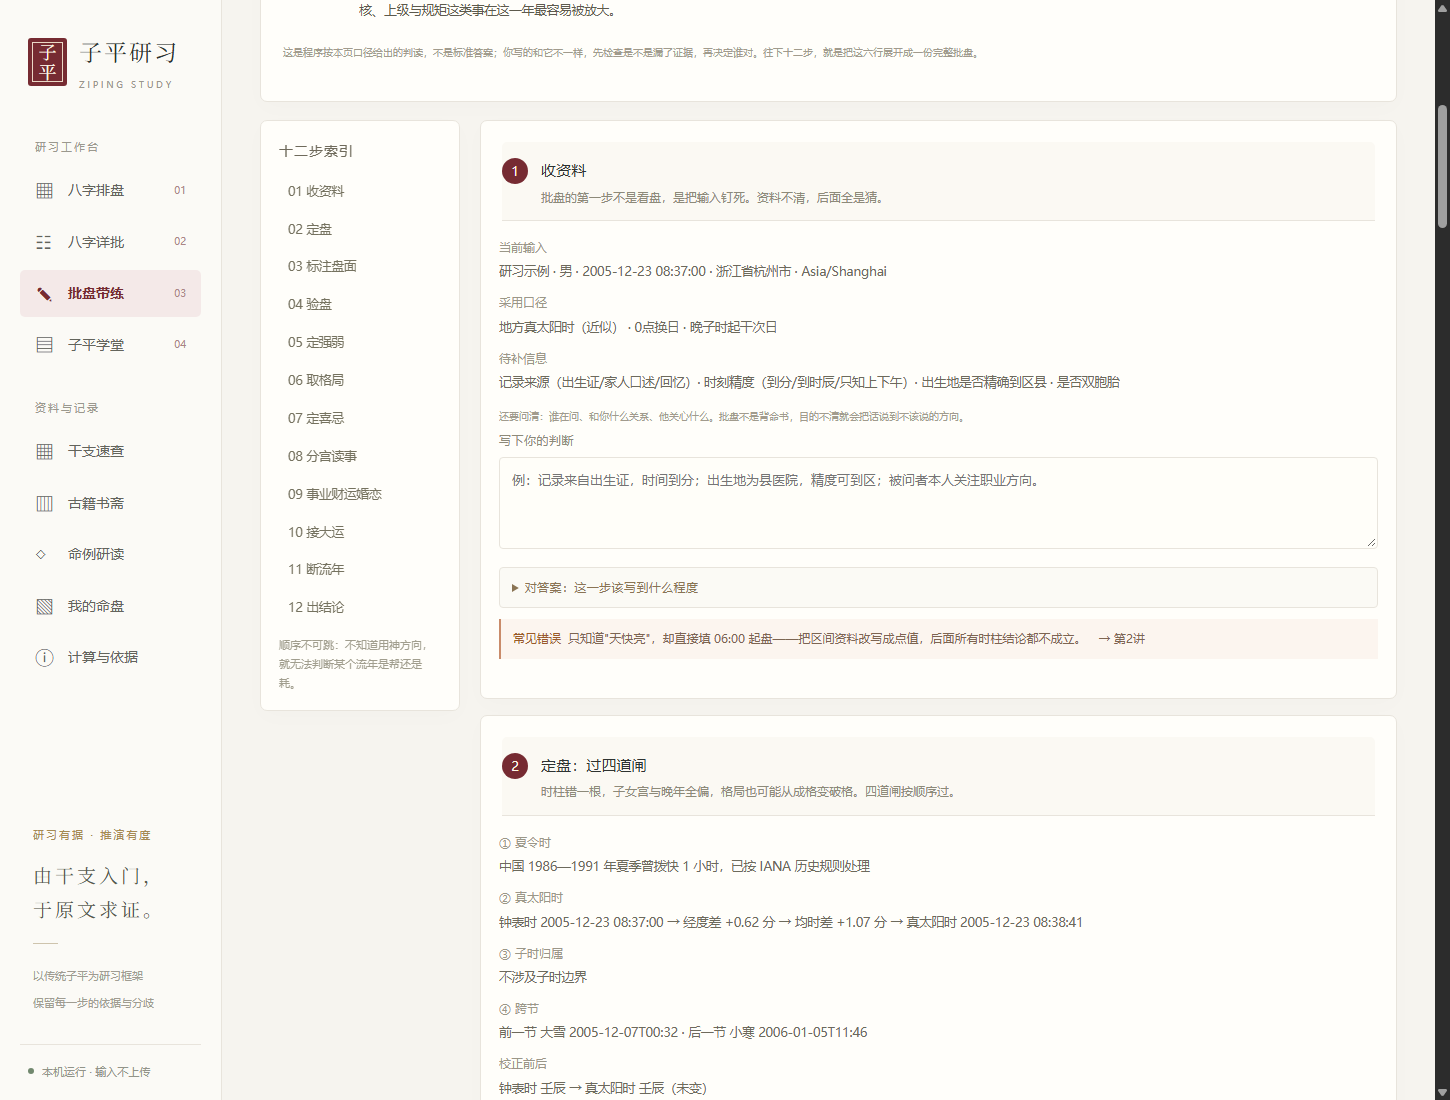 子平
子平研习
ZIPING STUDY
研习工作台
八字排盘 01
八字详批 02
批盘带练 03
子平学堂 04
资料与记录
干支速查
古籍书斋
命例研读
我的命盘
计算与依据
研习有据 · 推演有度
由干支入门，
于原文求证。
以传统子平为研习框架
保留每一步的依据与分歧
本机运行 · 输入不上传
核、上级与规矩这类事在这一年最容易被放大。
这是程序按本页口径给出的判读，不是标准答案；你写的和它不一样，先检查是不是漏了证据，再决定谁对。往下十二步，就是把这六行展开成一份完整批盘。
十二步索引
01 收资料
02 定盘
03 标注盘面
04 验盘
05 定强弱
06 取格局
07 定喜忌
08 分宫读事
09 事业财运婚恋
10 接大运
11 断流年
12 出结论
顺序不可跳：不知道用神方向，
就无法判断某个流年是帮还是
耗。
1 收资料
批盘的第一步不是看盘，是把输入钉死。资料不清，后面全是猜。
当前输入
研习示例 · 男 · 2005-12-23 08:37:00 · 浙江省杭州市 · Asia/Shanghai
采用口径
地方真太阳时（近似） · 0点换日 · 晚子时起干次日
待补信息
记录来源（出生证/家人口述/回忆）· 时刻精度（到分/到时辰/只知上下午）· 出生地是否精确到区县 · 是否双胞胎
还要问清：谁在问、和你什么关系、他关心什么。批盘不是背命书，目的不清就会把话说到不该说的方向。
写下你的判断
例：记录来自出生证，时间到分；出生地为县医院，精度可到区；被问者本人关注职业方向。
▶ 对答案：这一步该写到什么程度
常见错误 只知道"天快亮"，却直接填 06:00 起盘——把区间资料改写成点值，后面所有时柱结论都不成立。 → 第2讲
2 定盘：过四道闸
时柱错一根，子女宫与晚年全偏，格局也可能从成格变破格。四道闸按顺序过。
① 夏令时
中国 1986—1991 年夏季曾拨快 1 小时，已按 IANA 历史规则处理
② 真太阳时
钟表时 2005-12-23 08:37:00 → 经度差 +0.62 分 → 均时差 +1.07 分 → 真太阳时 2005-12-23 08:38:41
③ 子时归属
不涉及子时边界
④ 跨节
前一节 大雪 2005-12-07T00:32 · 后一节 小寒 2006-01-05T11:46
校正前后
钟表时 壬辰 → 真太阳时 壬辰（未变）